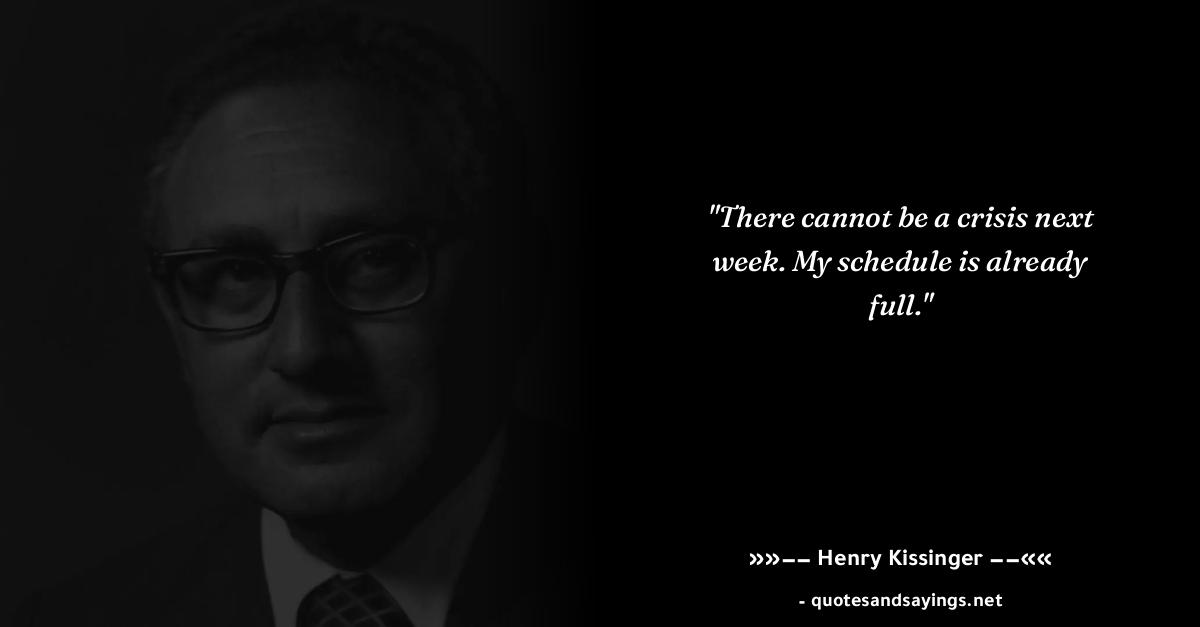 "There cannot be a crisis next
week. My schedule is already
full."
»»−− Henry Kissinger −−««
- quotesandsayings.net